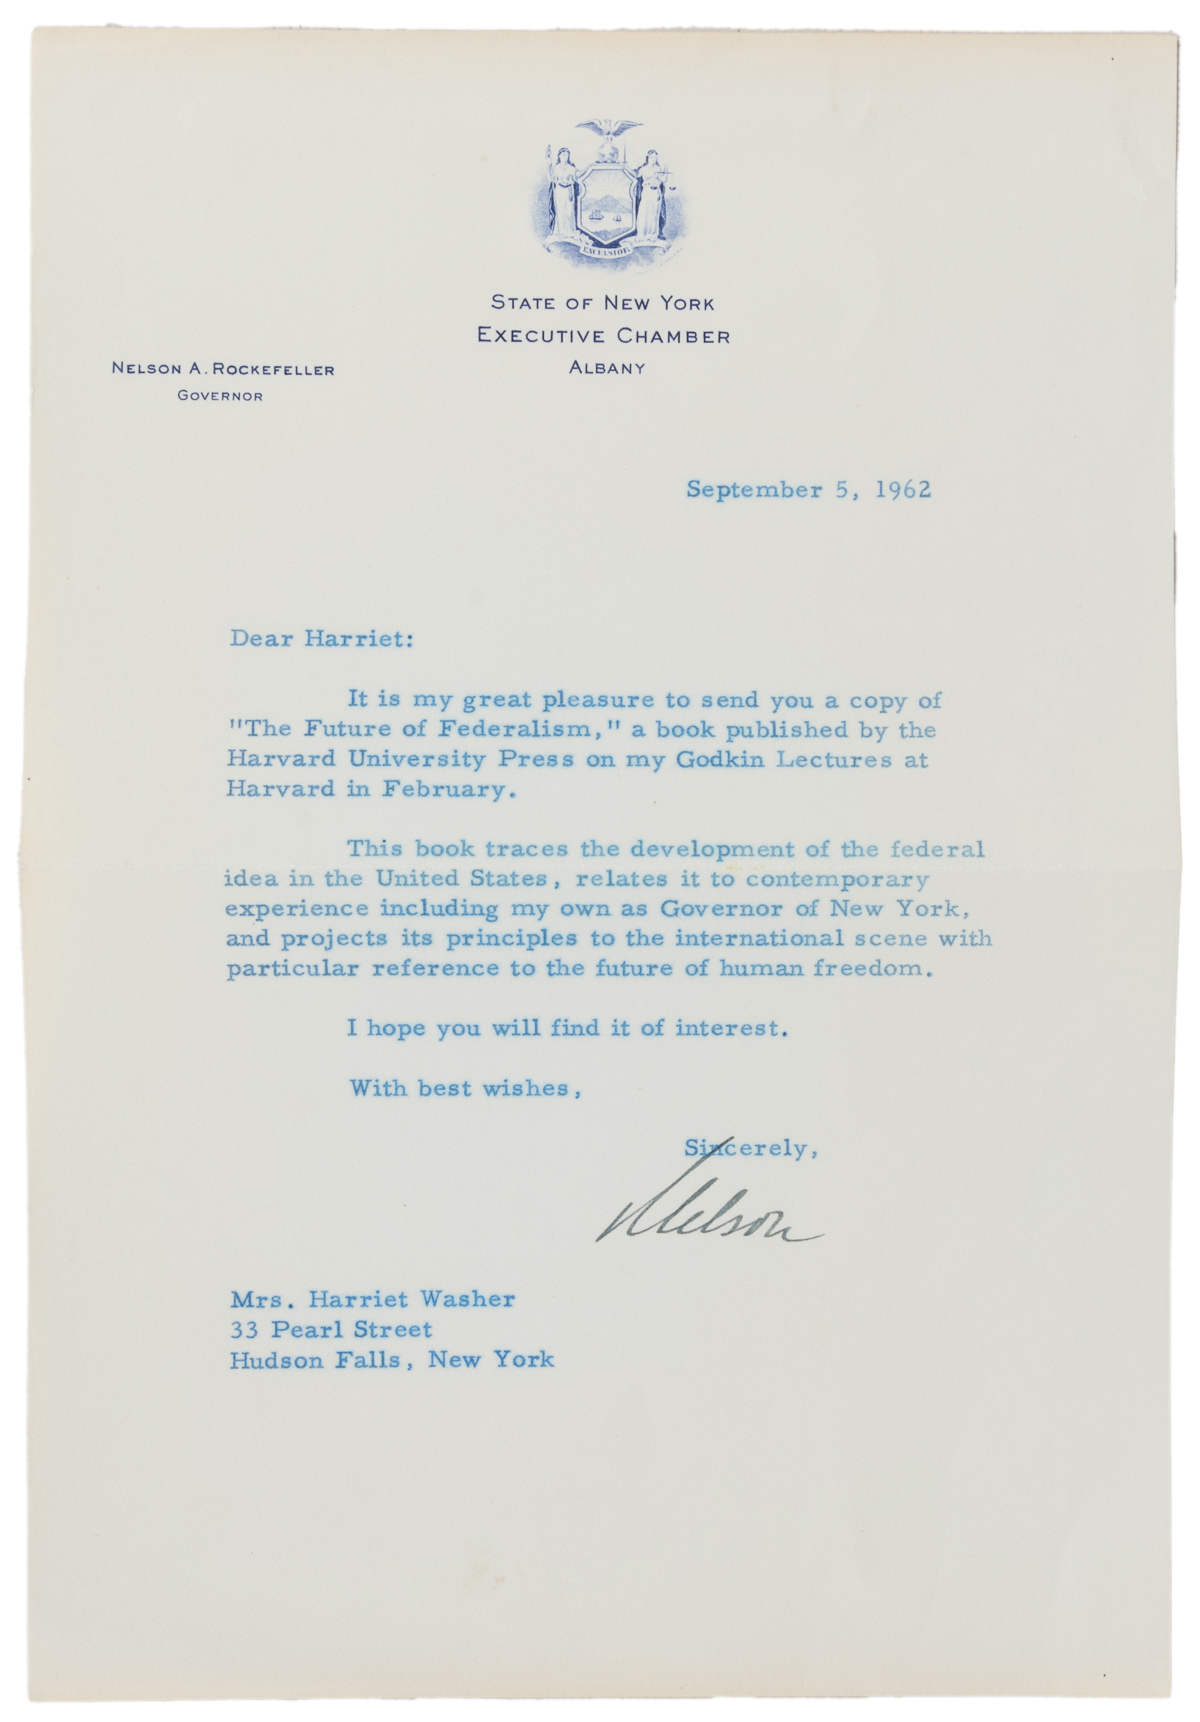 EXCELSIOR
STATE OF NEW YORK
EXECUTIVE CHAMBER
ALBANY
NELSON A. ROCKEFELLER
GOVERNOR
September 5, 1962
Dear Harriet:
It is my great pleasure to send you a copy of
"The Future of Federalism," a book published by the
Harvard University Press on my Godkin Lectures at
Harvard in February.
This book traces the development of the federal
idea in the United States, relates it to contemporary
experience including my own as Governor of New York,
and projects its principles to the international scene with
particular reference to the future of human freedom.
I hope you will find it of interest.
With best wishes,
Sincerely,
Nelson
Mrs. Harriet Washer
33 Pearl Street
Hudson Falls, New York